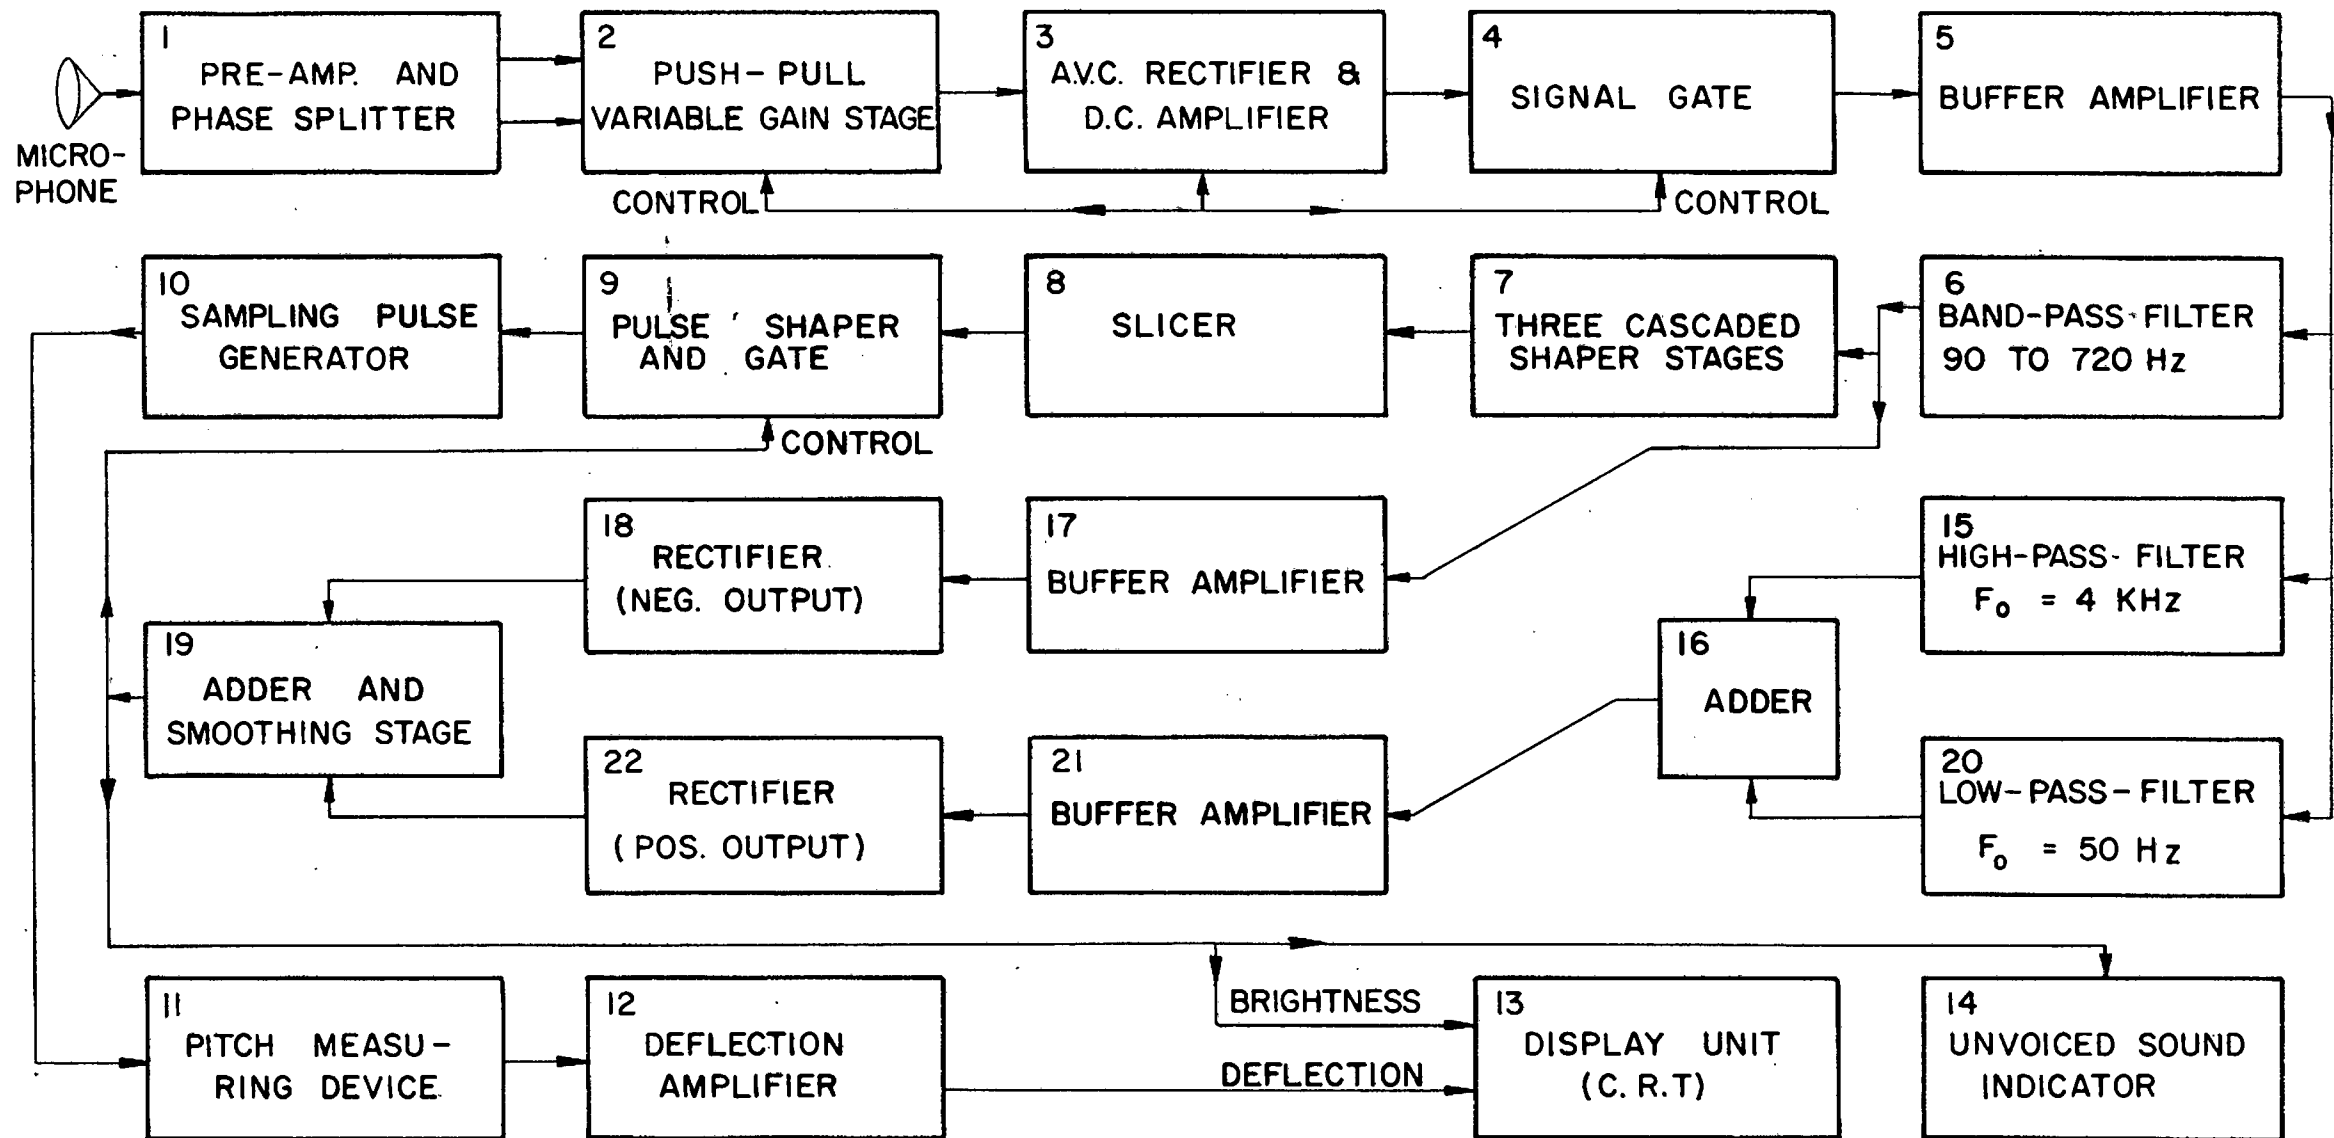 MICRO-
PHONE
1
PRE-AMP. AND
PHASE SPLITTER
2
PUSH-PULL
VARIABLE GAIN STAGE
3
A.V.C. RECTIFIER &
D.C. AMPLIFIER
4
SIGNAL GATE
5
BUFFER AMPLIFIER
CONTROL
CONTROL
10
SAMPLING PULSE
GENERATOR
9
PULSE SHAPER
AND GATE
8
SLICER
7
THREE CASCADED
SHAPER STAGES
6
BAND-PASS-FILTER
90 TO 720 Hz
CONTROL
18
RECTIFIER.
(NEG. OUTPUT)
17
BUFFER AMPLIFIER
15
HIGH-PASS-FILTER
F₀ = 4 KHz
19
ADDER AND
SMOOTHING STAGE
16
ADDER
22
RECTIFIER
(POS. OUTPUT)
21
BUFFER AMPLIFIER
20
LOW-PASS-FILTER
F₀ = 50 Hz
11
PITCH MEASU-
RING DEVICE
12
DEFLECTION
AMPLIFIER
BRIGHTNESS
DEFLECTION
13
DISPLAY UNIT
(C.R.T)
14
UNVOICED SOUND
INDICATOR